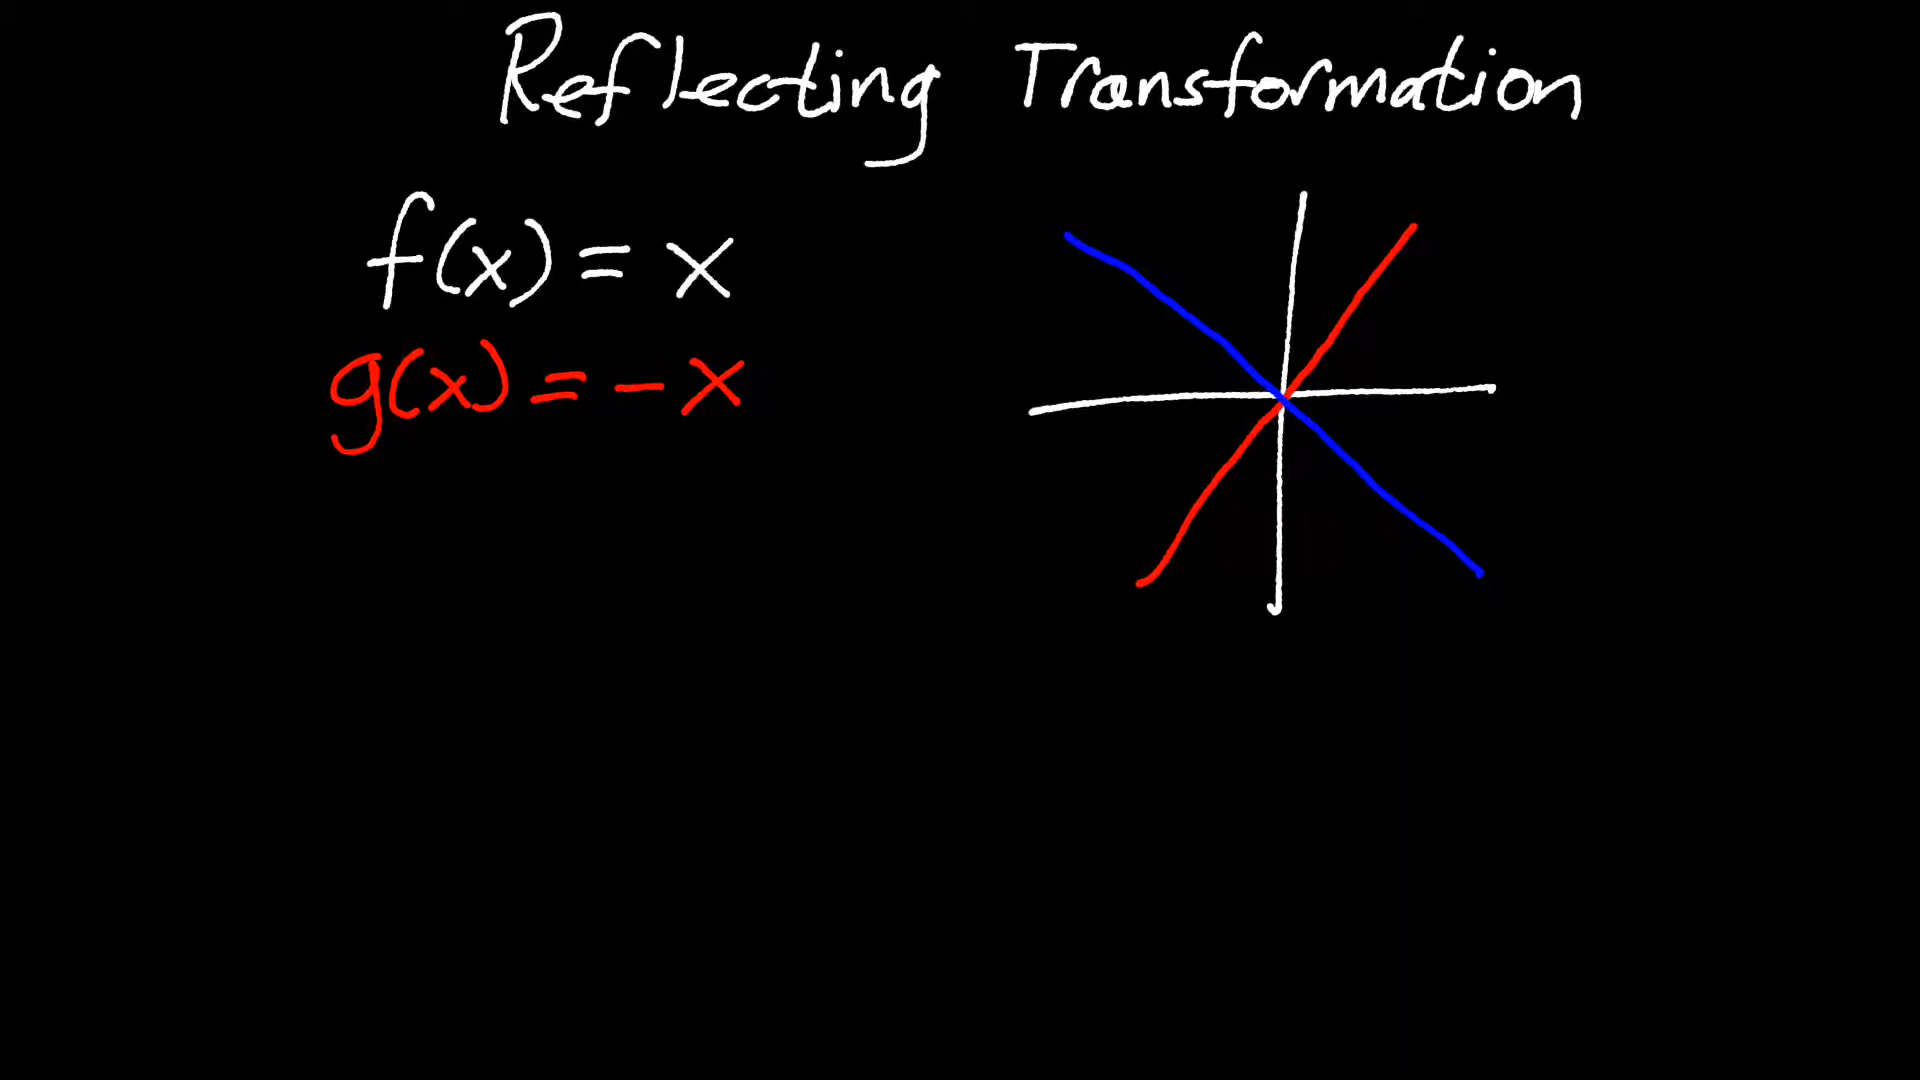 Reflecting Transformation
f(x) = x
g(x) = - x